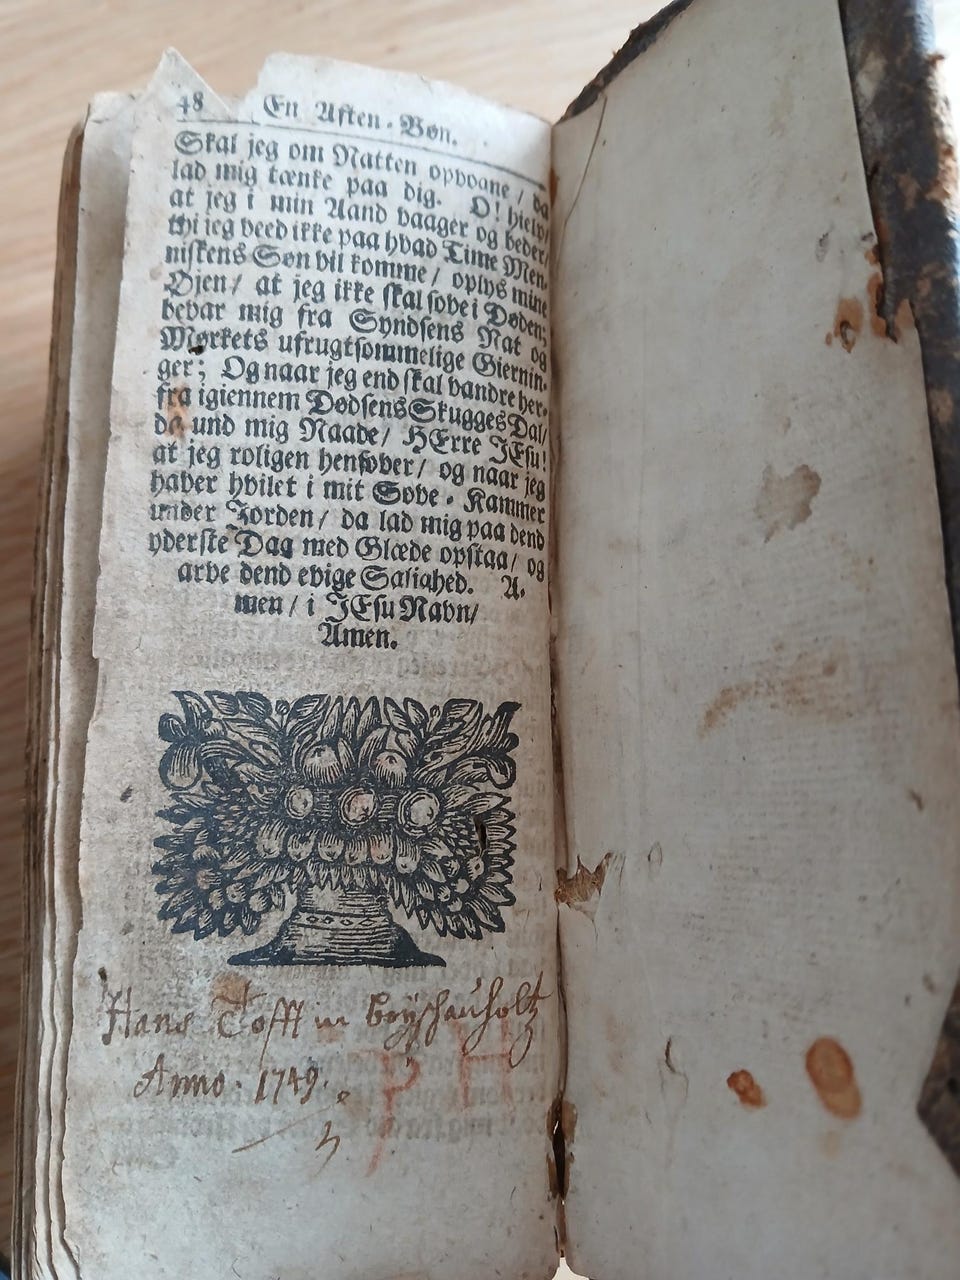 48 En Aften-Bøn.
Skal jeg om Natten opvogne / da
lad mig tænke paa dig. O! hielp /
at jeg i min Aand vaager og beder /
thi jeg veed ikke paa hvad Time Men-
niskens Søn vil komme / oplys mine
Øjen / at jeg ikke skal sove i Døden;
bevar mig fra Syndsens Nat og
Mørkets ufrugtsommelige Giernin-
ger; Og naar jeg end skal vandre her-
fra igiennem Dødsens Skugges Dal /
da und mig Naade / HErre JEsu!
at jeg roligen hensover / og naar jeg
haver hvilet i mit Sove-Kammer
under Jorden / da lad mig paa dend
yderste Dag med Glæde opstaa / og
arve dend evige Saliahed. A-
men / i JEsu Navn /
Amen.
Hans Tofft in
Anno. 1749.
P H